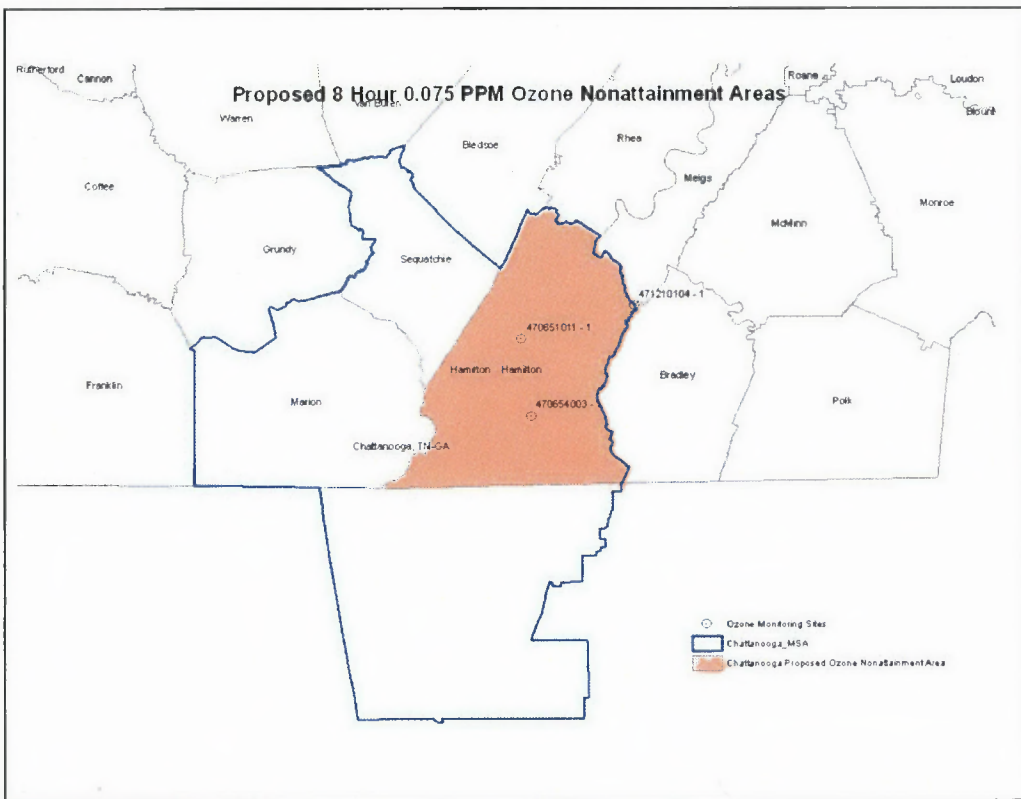 Rutherford
Cannon
Roane
Loudon
Proposed 8 Hour 0.075 PPM Ozone Nonattainment Areas
Van Buren
Blount
Warren
Bledsoe
Rhea
Meigs
Coffee
Monroe
McMinn
Grundy
Sequatchie
471210104 - 1
470651011 - 1
Hamilton Hamilton
Franklin
Marion
Bradley
Polk
470654003 -
Chattanooga, TN-GA
Ozone Monitoring Sites
Chattanooga_MSA
Chattanooga Proposed Ozone Nonattainment Area